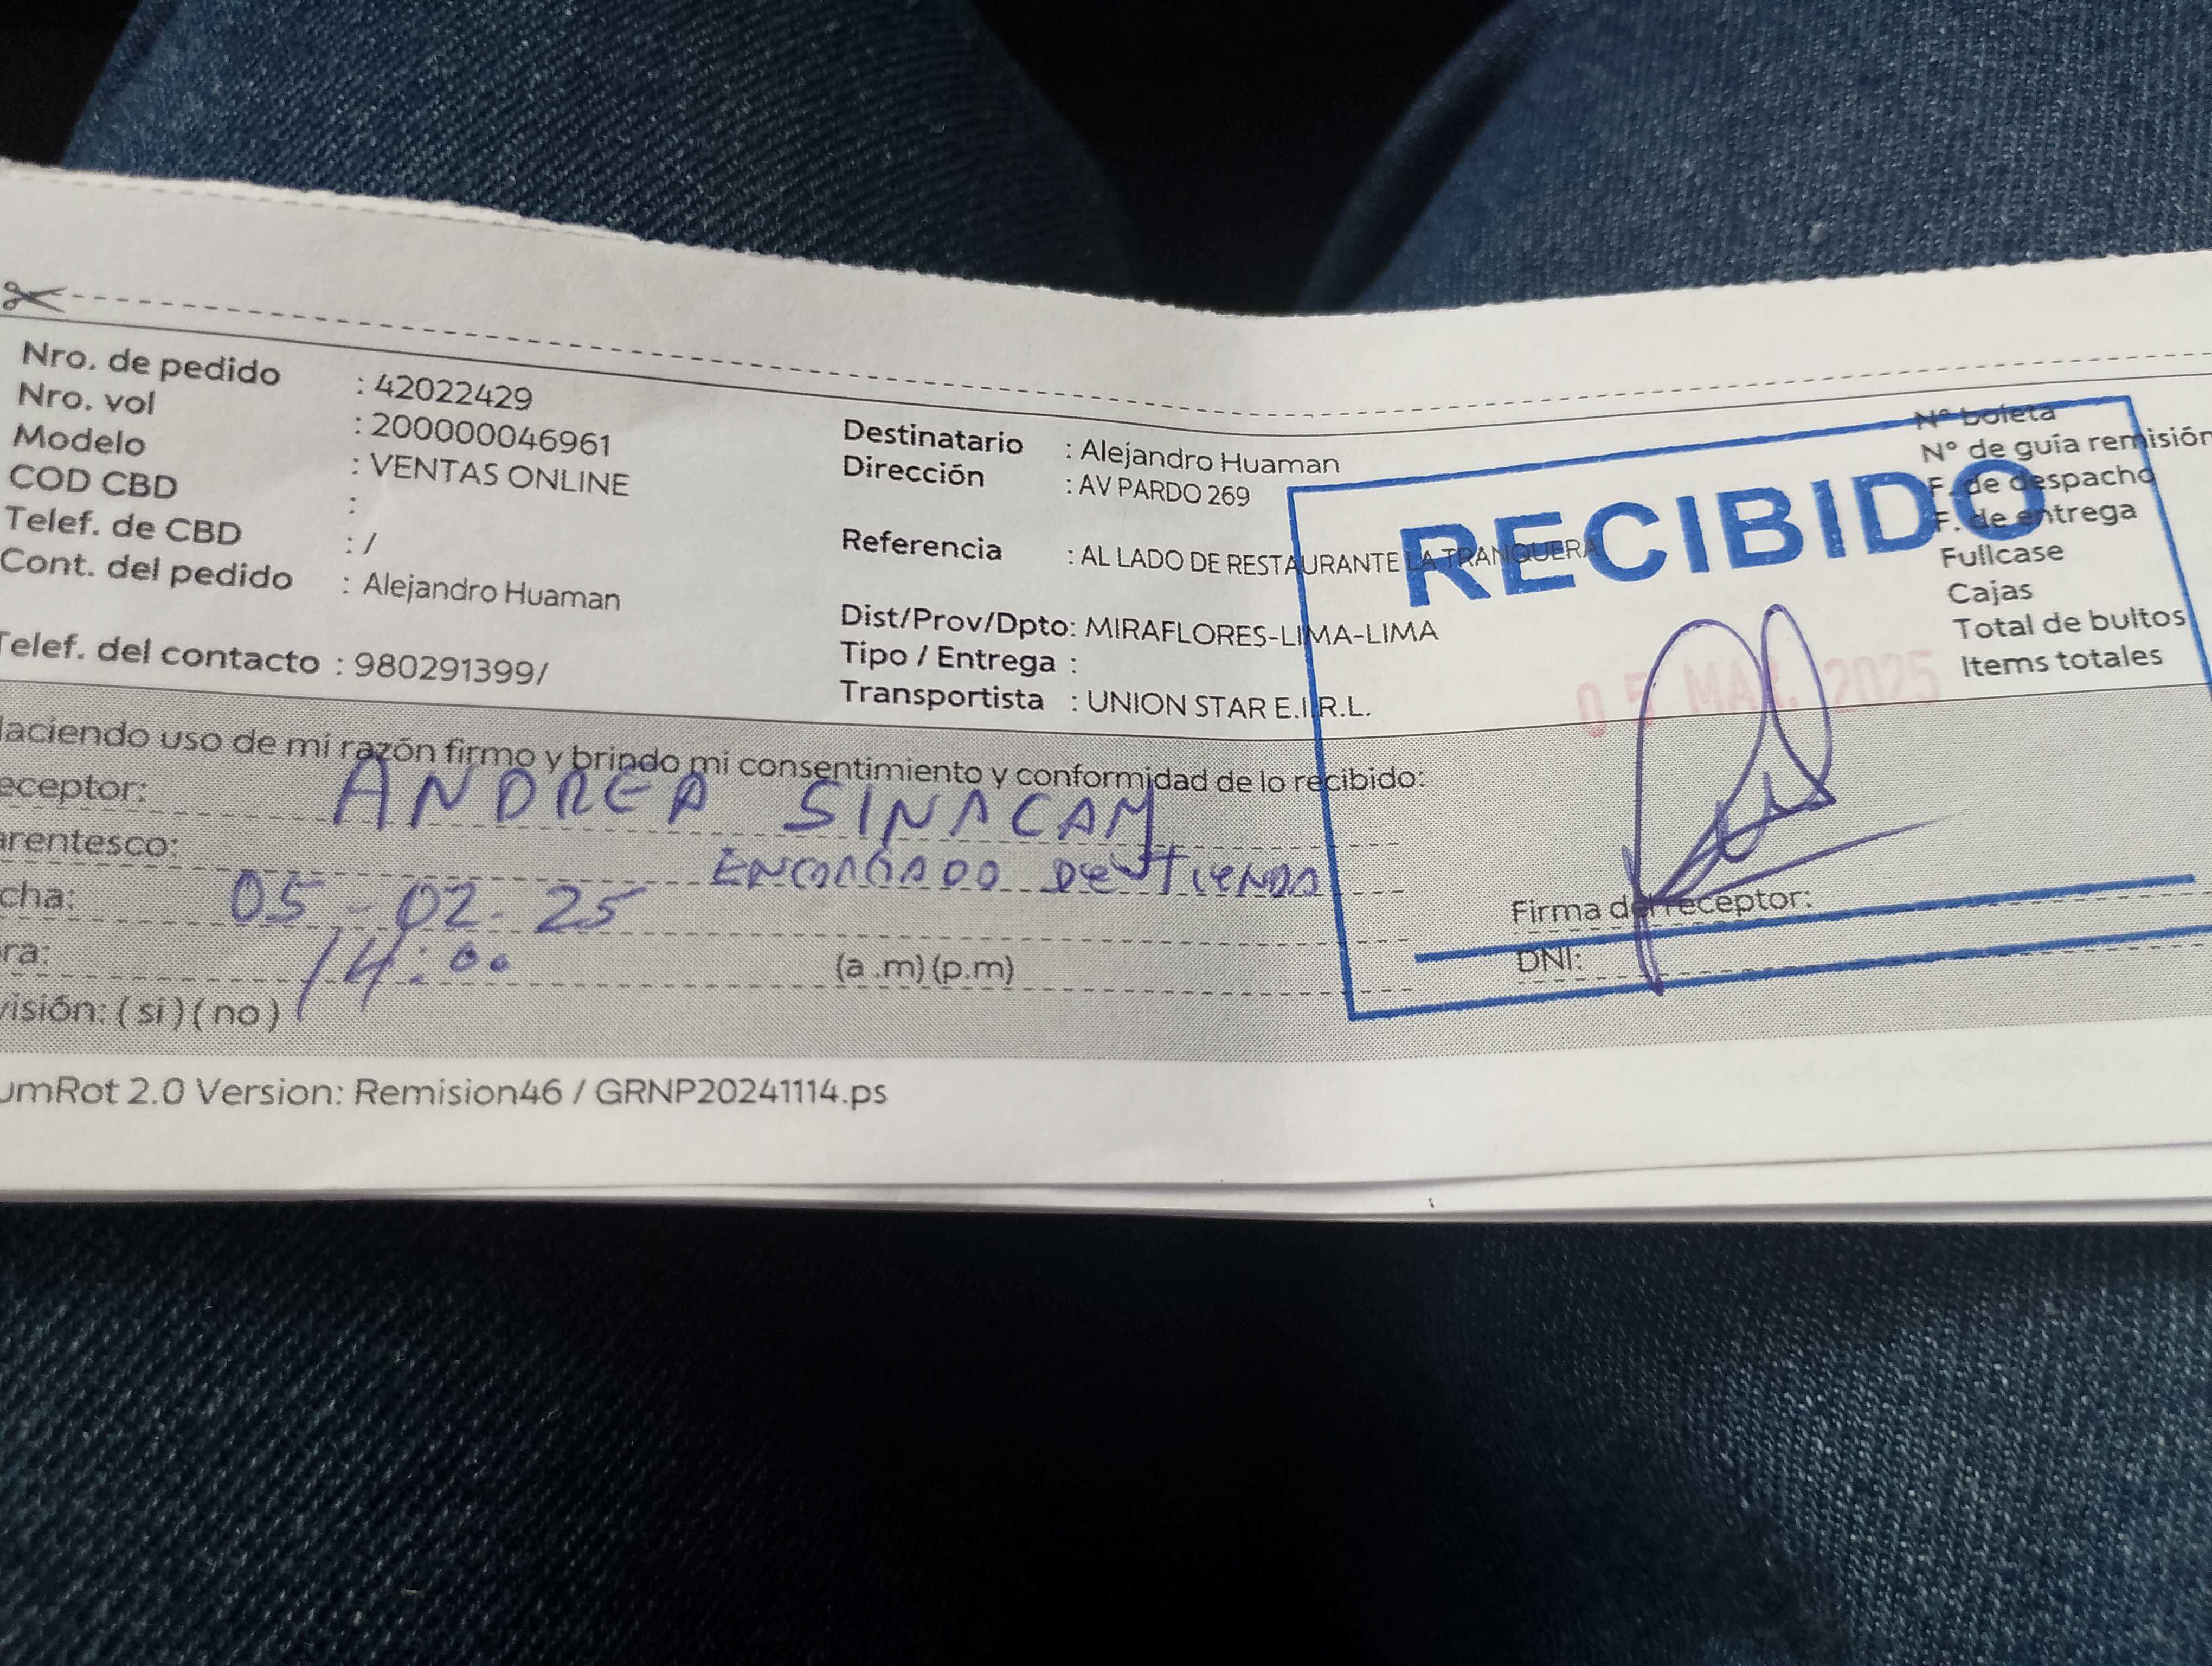 Nro. de pedido : 42022429
Nro. vol : 200000046961
Modelo : VENTAS ONLINE
COD CBD :
Telef. de CBD : /
Cont. del pedido : Alejandro Huaman
Telef. del contacto : 980291399/
Destinatario : Alejandro Huaman
Dirección : AV PARDO 269
Referencia : AL LADO DE RESTAURANTE LA TRANQUERA
Dist/Prov/Dpto: MIRAFLORES-LIMA-LIMA
Tipo / Entrega :
Transportista : UNION STAR E.I.R.L.
N° boleta
N° de guía remisión
F. de despacho
F. de entrega
Fullcase
Cajas
Total de bultos
Items totales
RECIBIDO
05 MAR. 2025
Haciendo uso de mi razón firmo y brindo mi consentimiento y conformidad de lo recibido:
eceptor: ANDREA SINACAM
arentesco: ENCARGADO DE TIENDA
cha: 05-02-25
ra: 14:00 (a .m) (p.m)
visión: ( si ) ( no )
Firma del receptor:
DNI:
umRot 2.0 Version: Remision46 / GRNP20241114.ps